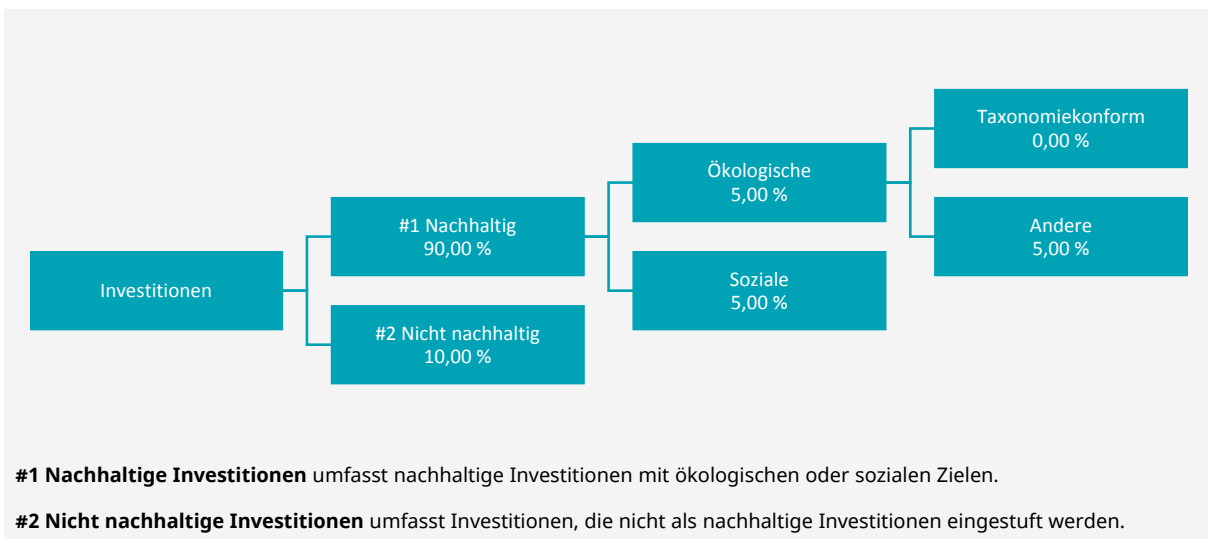 Investitionen
#1 Nachhaltig
90,00 %
#2 Nicht nachhaltig
10,00 %
Ökologische
5,00 %
Soziale
5,00 %
Taxonomiekonform
0,00 %
Andere
5,00 %
#1 Nachhaltige Investitionen umfasst nachhaltige Investitionen mit ökologischen oder sozialen Zielen.
#2 Nicht nachhaltige Investitionen umfasst Investitionen, die nicht als nachhaltige Investitionen eingestuft werden.